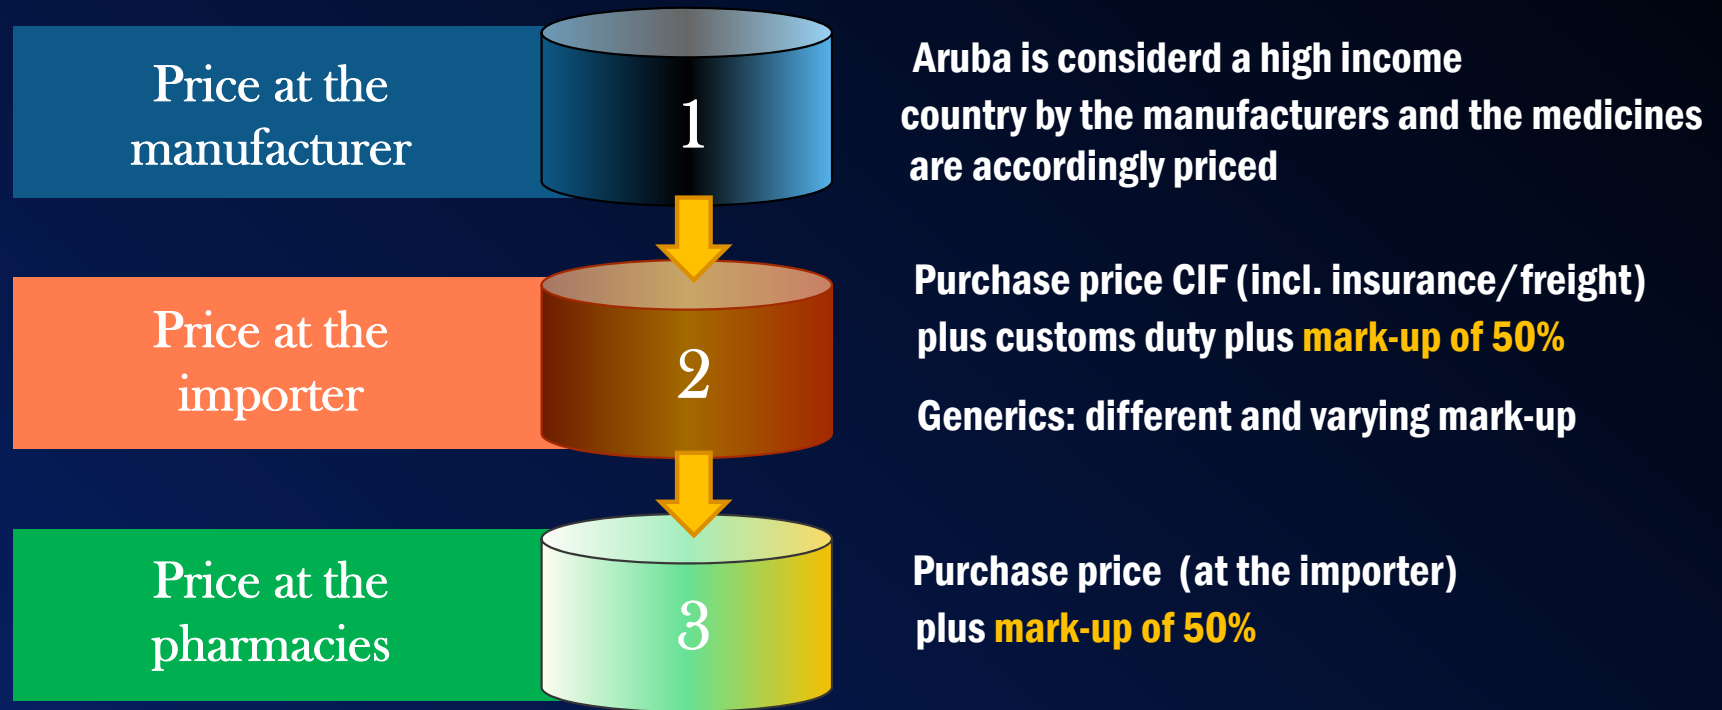 Price at the
manufacturer
1
Aruba is considerd a high income
country by the manufacturers and the medicines
are accordingly priced
Price at the
importer
2
Purchase price CIF (incl. insurance/freight)
plus customs duty plus mark-up of 50%
Generics: different and varying mark-up
Price at the
pharmacies
3
Purchase price (at the importer)
plus mark-up of 50%